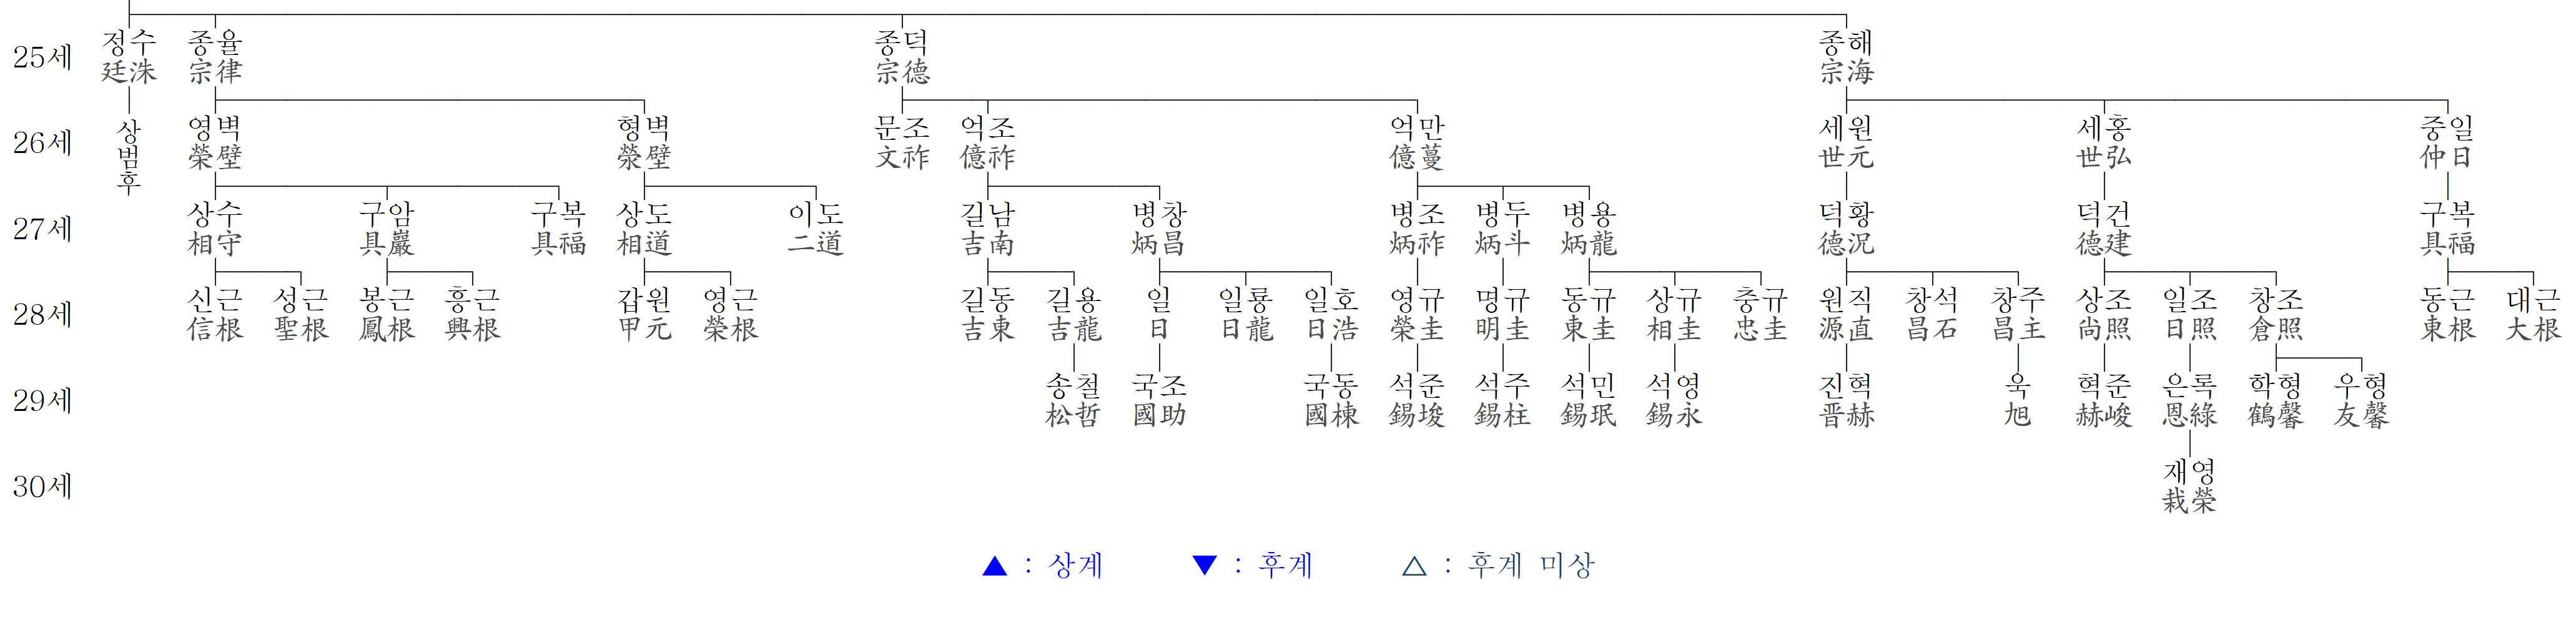 25세 정수 종율 종덕 종해
廷洙 宗律 宗德 宗海
26세 상범후 영벽 형벽 문조 억조 억만 세원 세홍 중일
榮壁 滎壁 文祚 億祚 億蔓 世元 世弘 仲日
27세 상수 구암 구복 상도 이도 길남 병창 병조 병두 병용 덕황 덕건 구복
相守 具巖 具福 相道 二道 吉南 炳昌 炳祚 炳斗 炳龍 德況 德建 具福
28세 신근 성근 봉근 흥근 갑원 영근 길동 길용 일 일룡 일호 영규 명규 동규 상규 충규 원직 창석 창주 상조 일조 창조 동근 대근
信根 聖根 鳳根 興根 甲元 榮根 吉東 吉龍 日 日龍 日浩 榮圭 明圭 東圭 相圭 忠圭 源直 昌石 昌主 尙照 日照 倉照 東根 大根
29세 송철 국조 국동 석준 석주 석민 석영 진혁 욱 혁준 은록 학형 우형
松哲 國助 國棟 錫埈 錫柱 錫珉 錫永 晋赫 旭 赫峻 恩綠 鶴馨 友馨
30세 재영
栽榮
▲ : 상계 ▼ : 후계 △ : 후계 미상